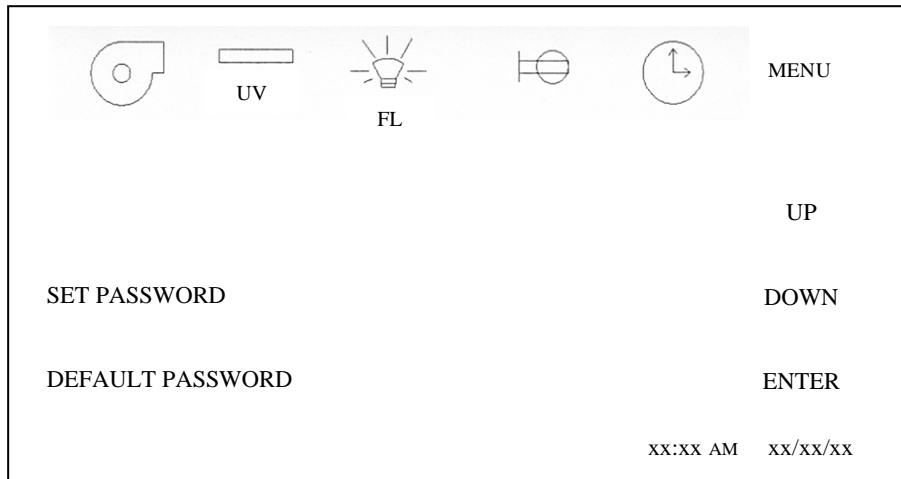 UV
FL
MENU
UP
SET PASSWORD DOWN
DEFAULT PASSWORD ENTER
xx:xx AM xx/xx/xx